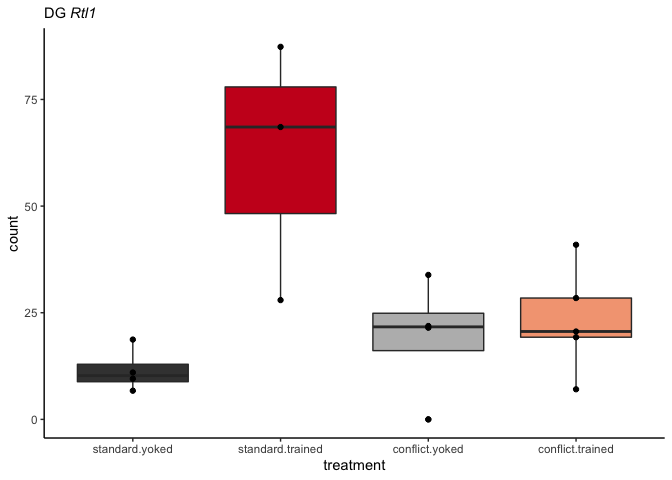 DG Rtl1
75
50
25
0
count
standard.yoked standard.trained conflict.yoked conflict.trained
treatment